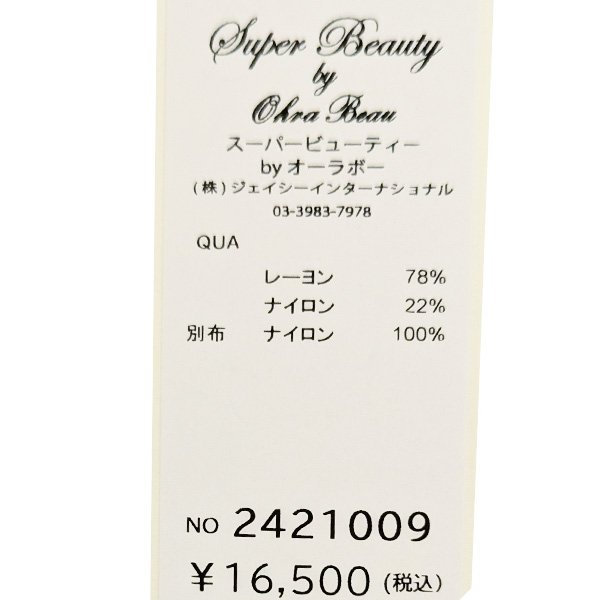 Super Beauty
by
Ohra Beau
スーパービューティー
by オーラボー
(株)ジェイシーインターナショナル
03-3983-7978
QUA
レーヨン 78%
ナイロン 22%
別布 ナイロン 100%
NO 2421009
¥16,500(税込)